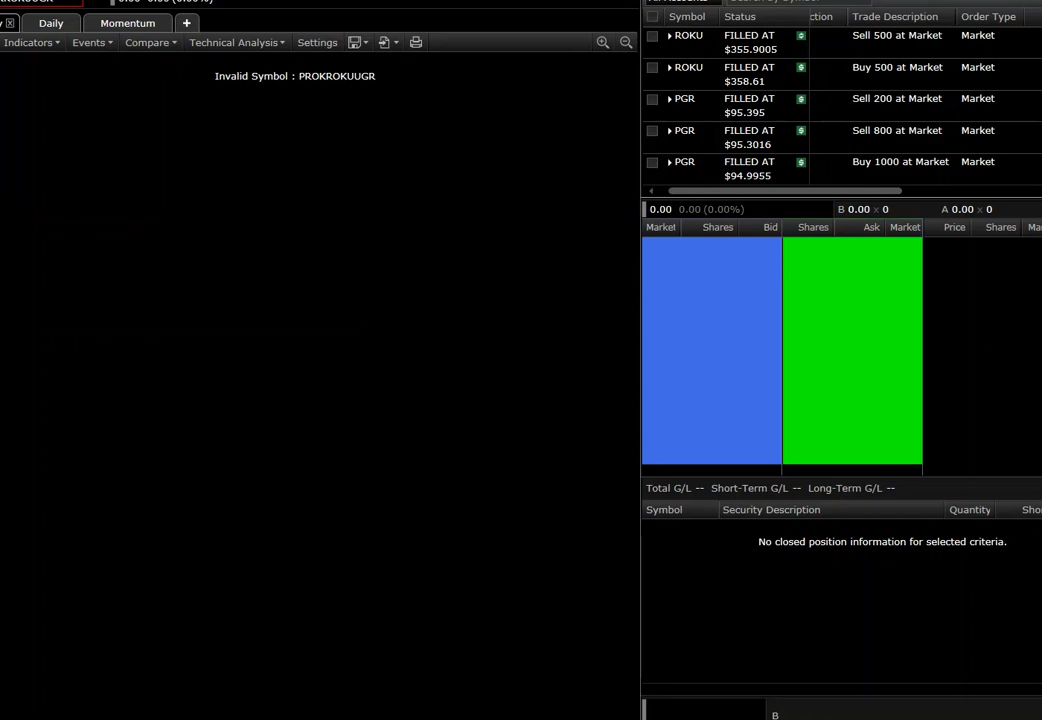 Daily
Momentum
+
Indicators
Events
Compare
Technical Analysis
Settings
Invalid Symbol : PROKROKUUGR
Symbol
Status
ction
Trade Description
Order Type
ROKU
FILLED AT
$355.9005
Sell 500 at Market
Market
ROKU
FILLED AT
$358.61
Buy 500 at Market
Market
PGR
FILLED AT
$95.395
Sell 200 at Market
Market
PGR
FILLED AT
$95.3016
Sell 800 at Market
Market
PGR
FILLED AT
$94.9955
Buy 1000 at Market
Market
0.00 0.00 (0.00%)
B 0.00 x 0
A 0.00 x 0
Market
Shares
Bid
Shares
Ask
Market
Price
Shares
Ma
Total G/L -- Short-Term G/L -- Long-Term G/L --
Symbol
Security Description
Quantity
Sho
No closed position information for selected criteria.
B